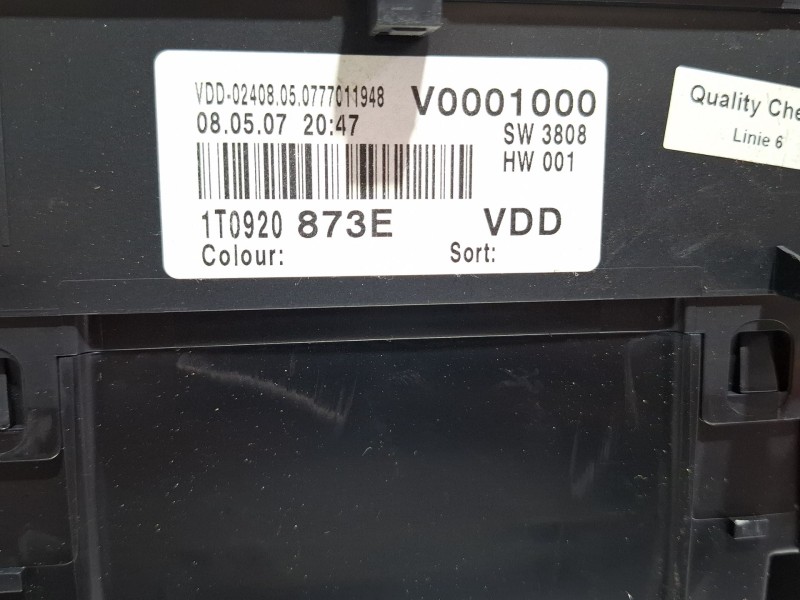 VDD-02408.05.0777011948 V0001000
08.05.07 20:47 SW 3808
HW 001
1T0920 873E VDD
Colour: Sort:
Quality Che
Linie 6